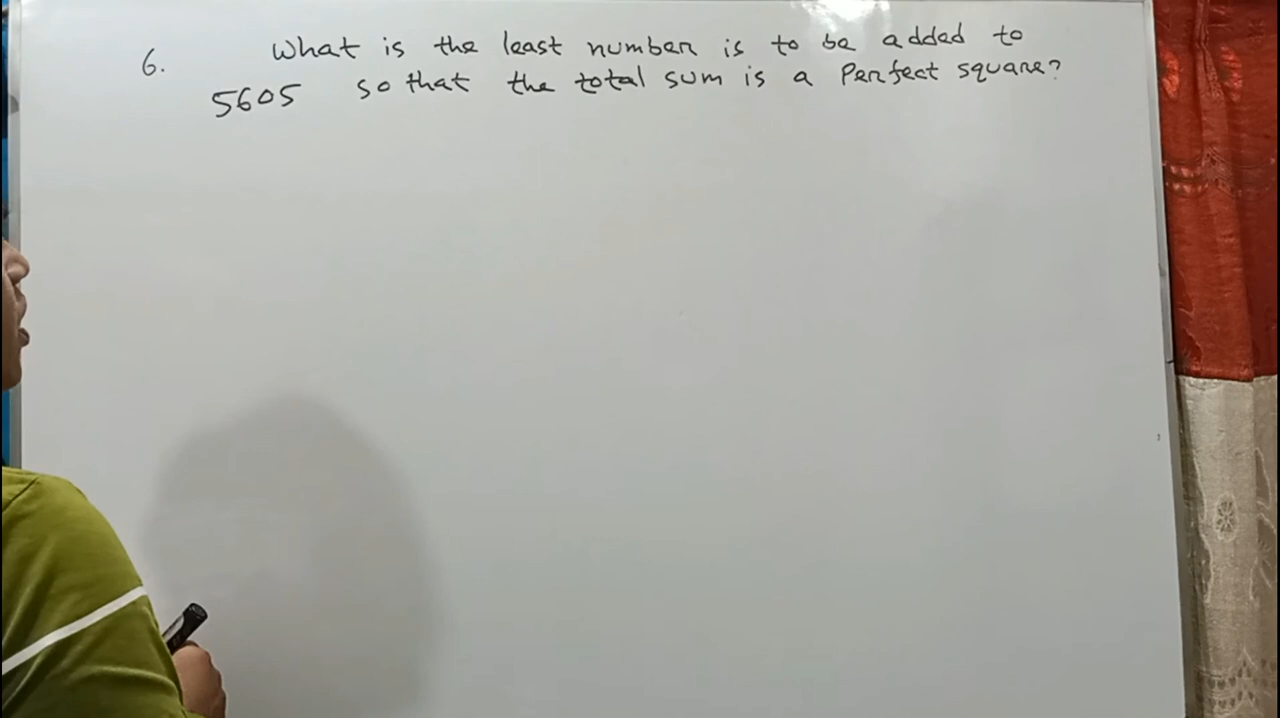 6. What is the least number is to be added to
5605 so that the total sum is a Perfect square?